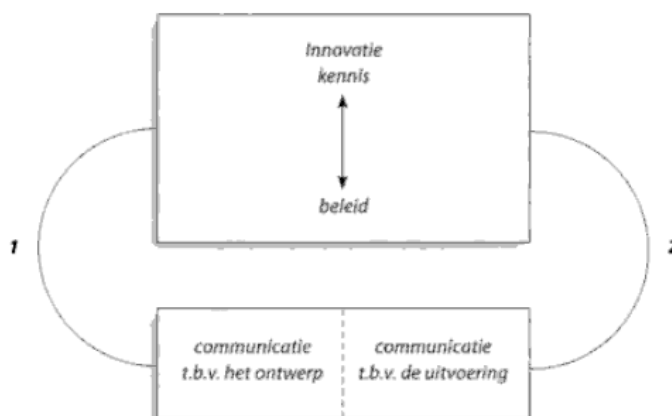 Innovatie
kennis
beleid
1
2
communicatie
t.b.v. het ontwerp
communicatie
t.b.v. de uitvoering